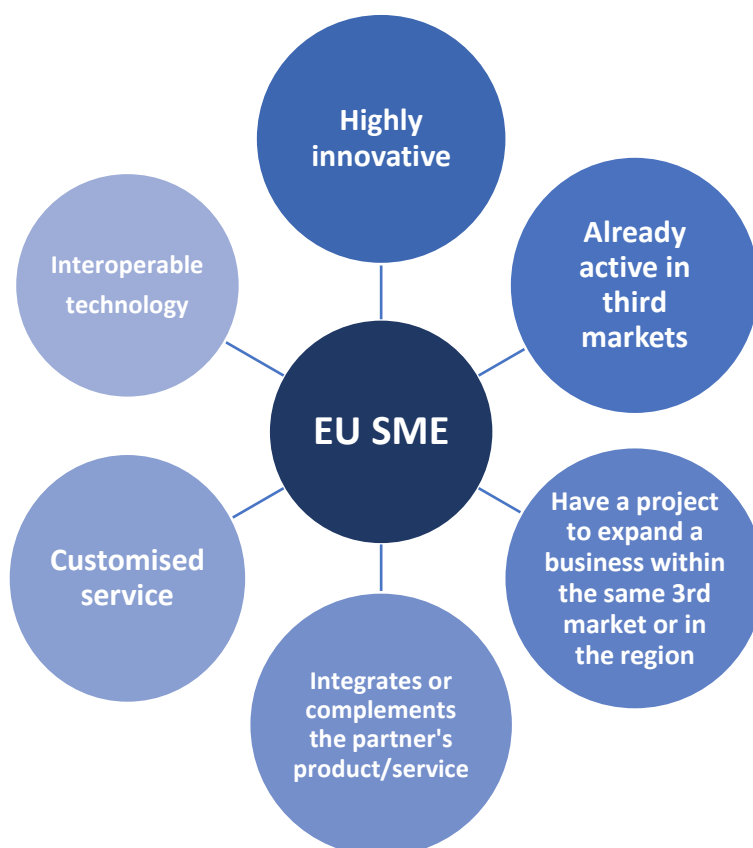 Highly
innovative
Already
active in
third
markets
Have a project
to expand a
business within
the same 3rd
market or in
the region
Integrates or
complements
the partner's
product/service
Customised
service
Interoperable
technology
EU SME